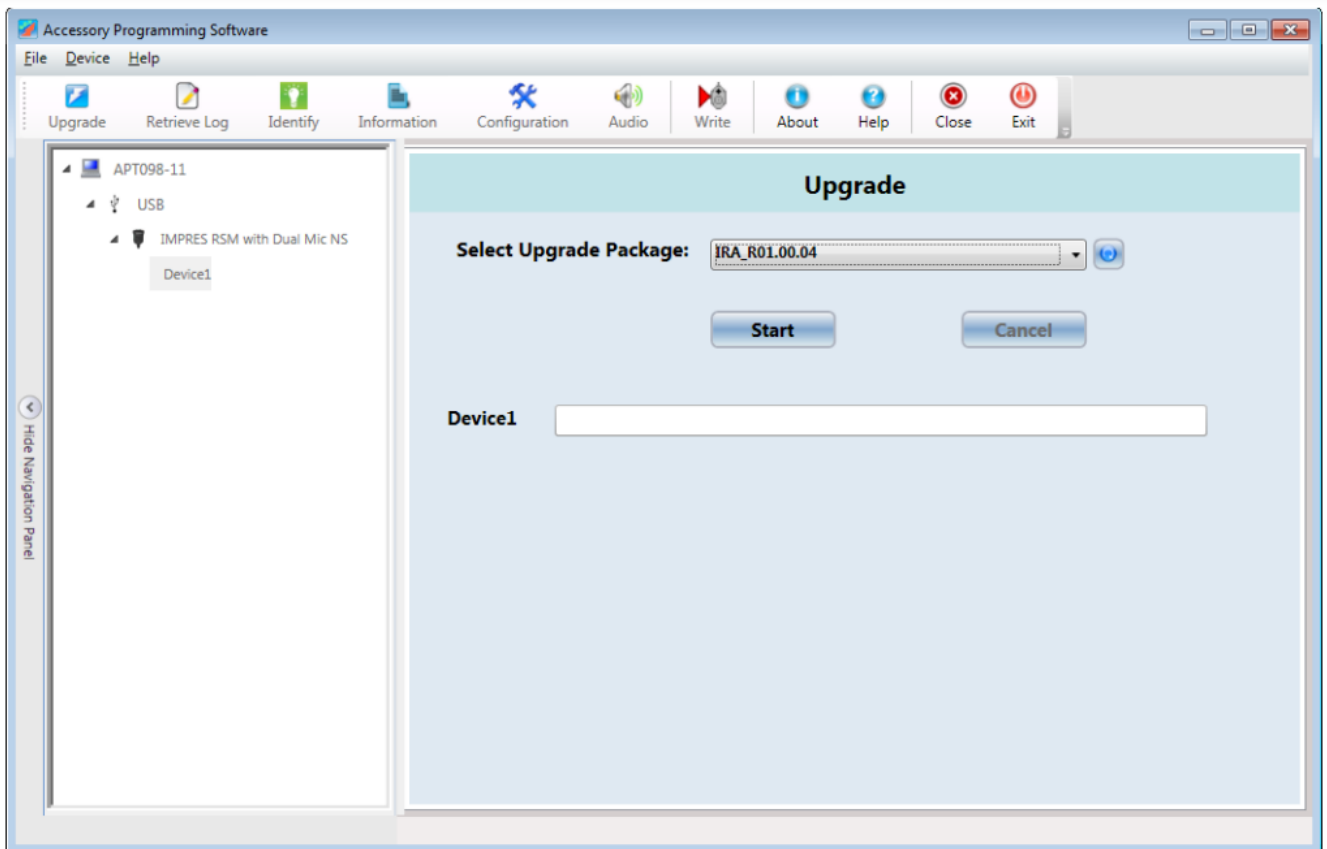 Accessory Programming Software
File Device Help
Upgrade Retrieve Log Identify Information Configuration Audio Write About Help Close Exit
APT098-11
USB
IMPRES RSM with Dual Mic NS
Device1
Hide Navigation Panel
Upgrade
Select Upgrade Package: IRA_R01.00.04
Start Cancel
Device1